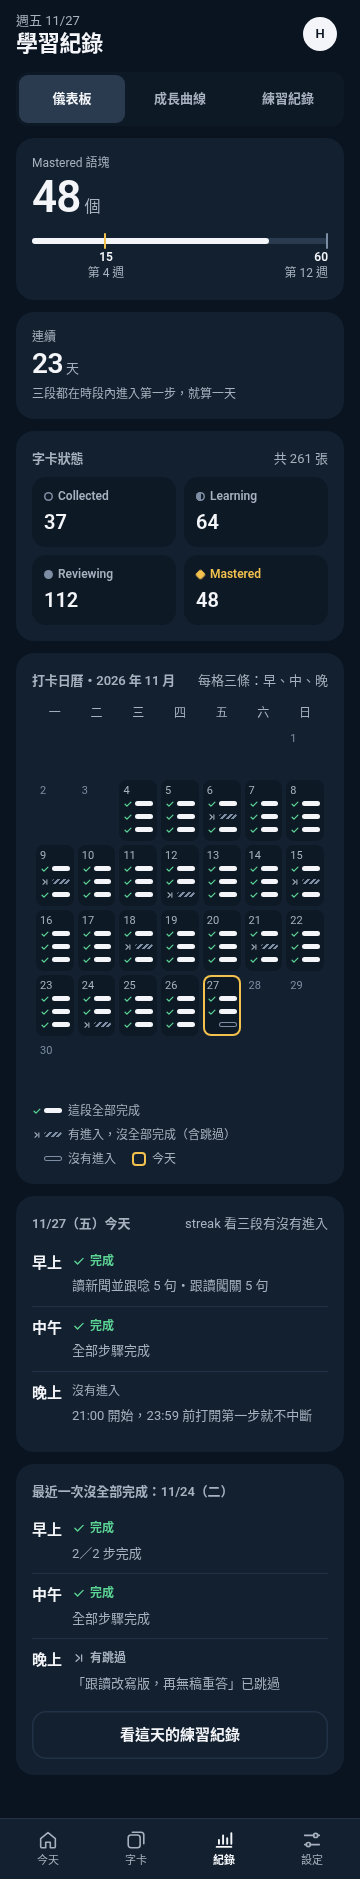 週五 11/27
學習紀錄
H
儀表板 成長曲線 練習紀錄
Mastered 語塊
48 個
15 60
第 4 週 第 12 週
連續
23 天
三段都在時段內進入第一步，就算一天
字卡狀態 共 261 張
Collected Learning
37 64
Reviewing Mastered
112 48
打卡日曆・2026 年 11 月 每格三條：早、中、晚
一 二 三 四 五 六 日
1
2 3 4 5 6 7 8
9 10 11 12 13 14 15
16 17 18 19 20 21 22
23 24 25 26 27 28 29
30
這段全部完成
有進入，沒全部完成（含跳過）
沒有進入 今天
11/27（五）今天 streak 看三段有沒有進入
早上 完成
讀新聞並跟唸 5 句・跟讀闖關 5 句
中午 完成
全部步驟完成
晚上 沒有進入
21:00 開始，23:59 前打開第一步就不中斷
最近一次沒全部完成：11/24（二）
早上 完成
2／2 步完成
中午 完成
全部步驟完成
晚上 有跳過
「跟讀改寫版，再無稿重答」已跳過
看這天的練習紀錄
今天 字卡 紀錄 設定